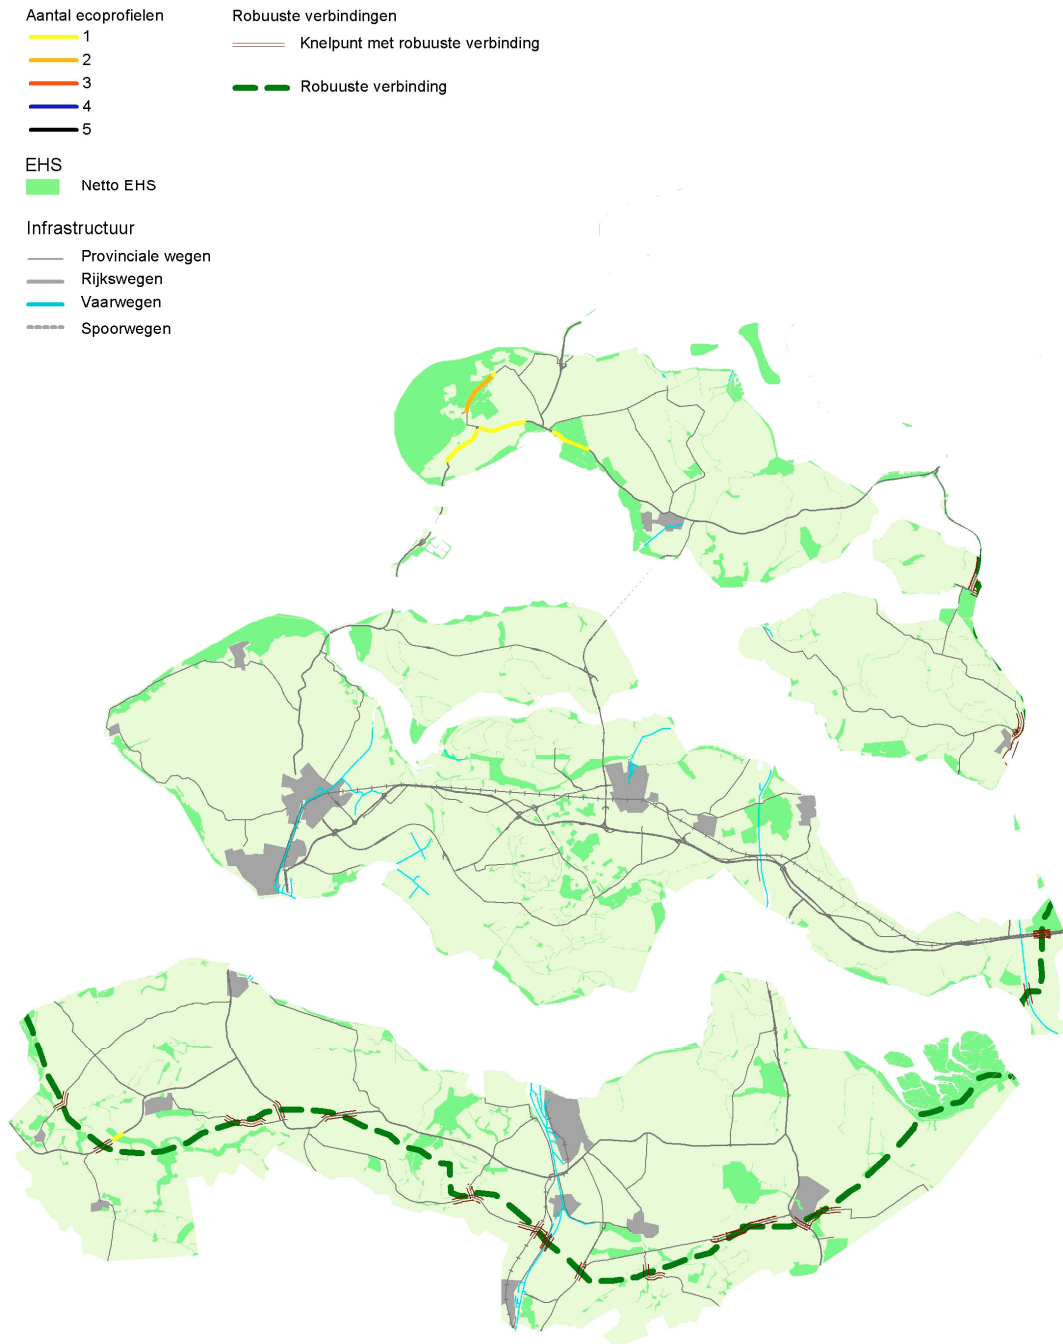 Aantal ecoprofielen
1
2
3
4
5
Robuuste verbindingen
Knelpunt met robuuste verbinding
Robuuste verbinding
EHS
Netto EHS
Infrastructuur
Provinciale wegen
Rijkswegen
Vaarwegen
Spoorwegen